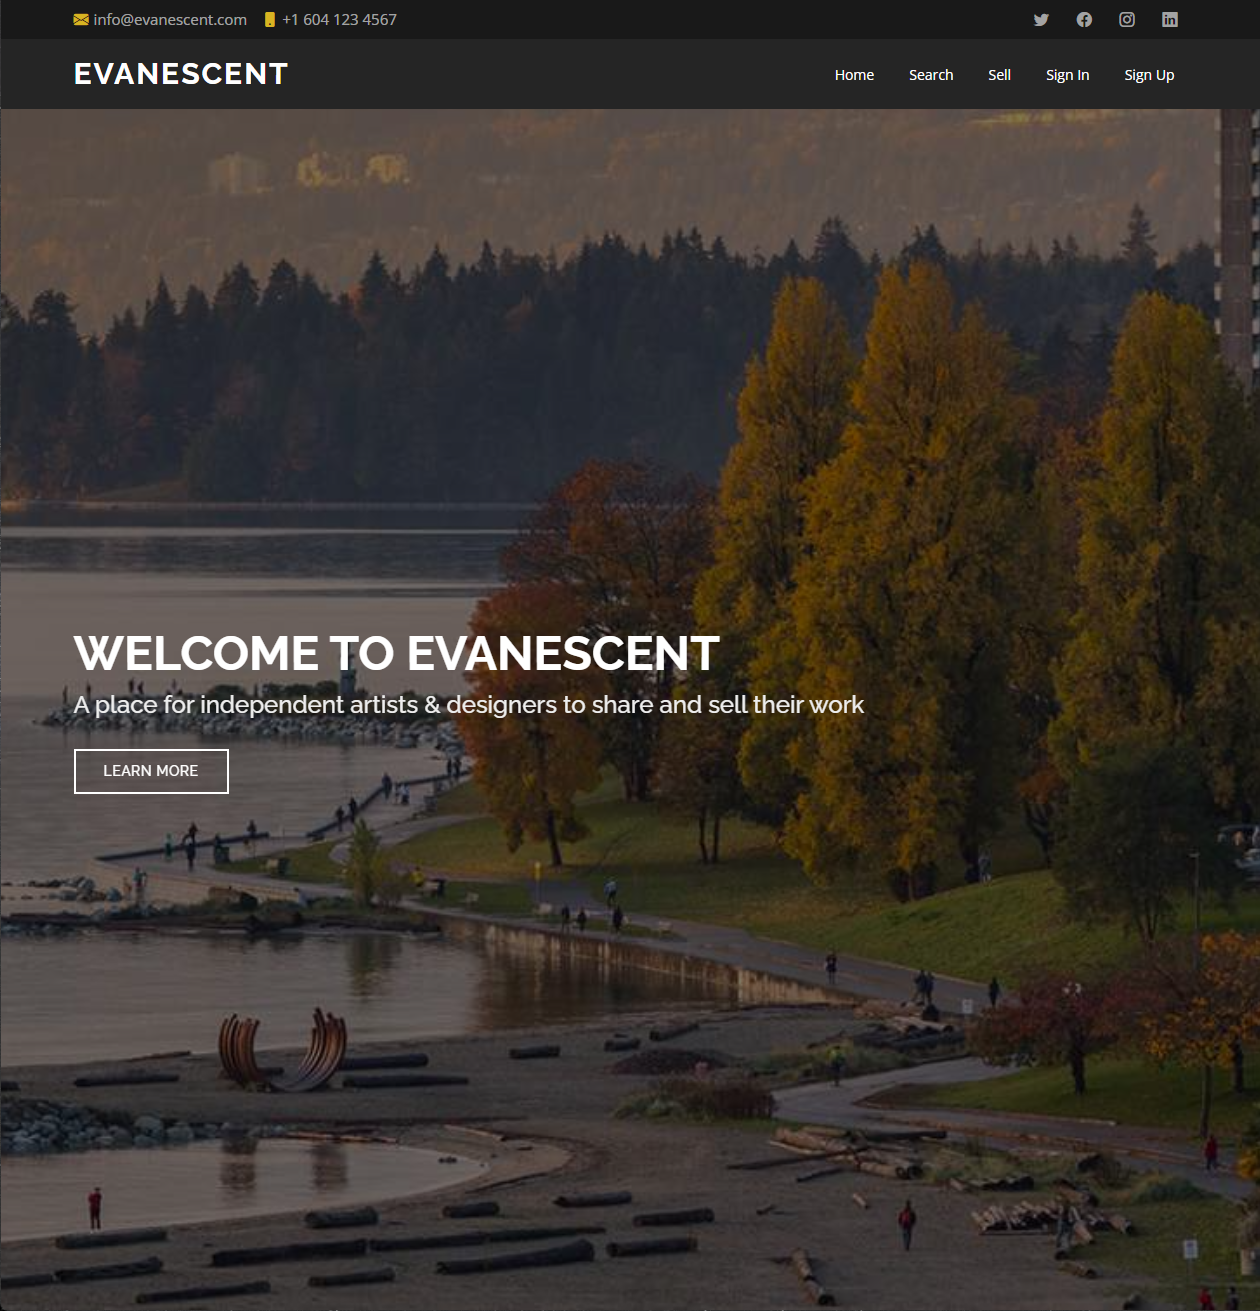 info@evanescent.com +1 604 123 4567
EVANESCENT
Home Search Sell Sign In Sign Up
WELCOME TO EVANESCENT
A place for independent artists & designers to share and sell their work
LEARN MORE